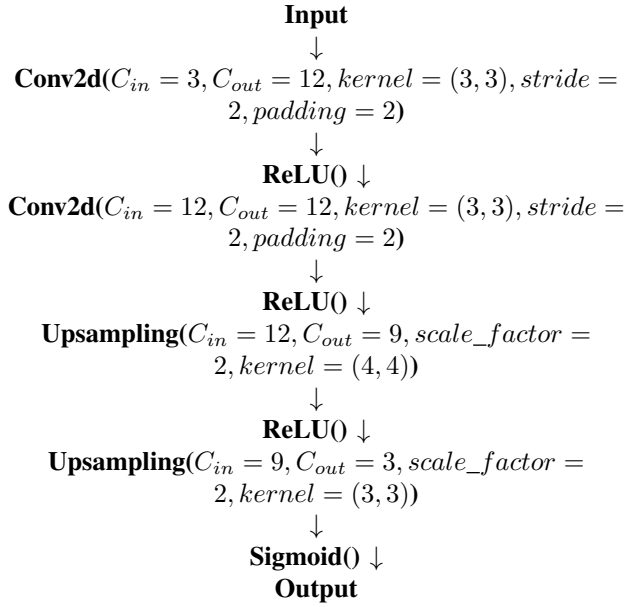 Input
↓
Conv2d(C_in = 3, C_out = 12, kernel = (3, 3), stride =
2, padding = 2)
↓
ReLU() ↓
Conv2d(C_in = 12, C_out = 12, kernel = (3, 3), stride =
2, padding = 2)
↓
ReLU() ↓
Upsampling(C_in = 12, C_out = 9, scale_factor =
2, kernel = (4, 4))
↓
ReLU() ↓
Upsampling(C_in = 9, C_out = 3, scale_factor =
2, kernel = (3, 3))
↓
Sigmoid() ↓
Output